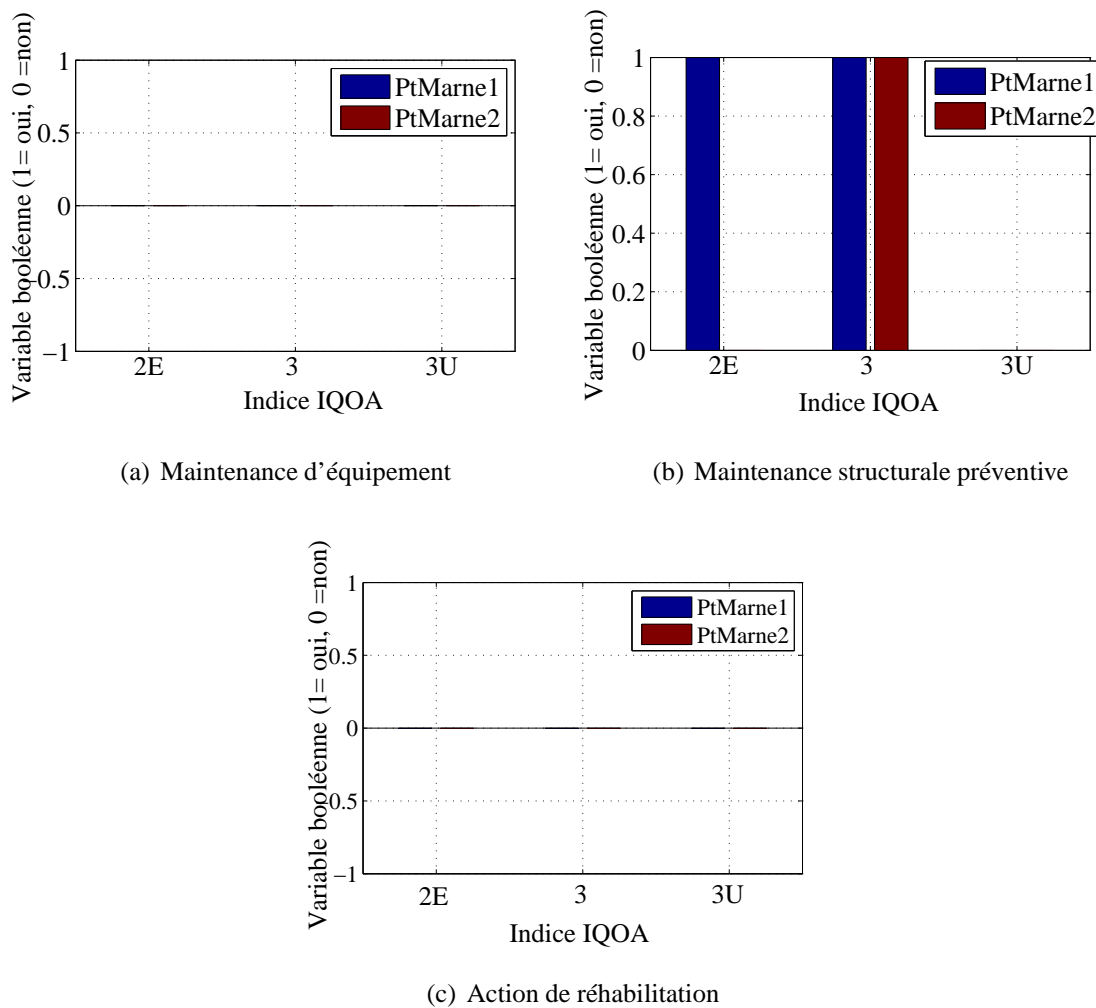 Variable booléenne (1= oui, 0 =non)
1
0.5
0
−0.5
−1
2E
3
3U
Indice IQOA
PtMarne1
PtMarne2
(a) Maintenance d'équipement
Variable booléenne (1= oui, 0 =non)
1
0.8
0.6
0.4
0.2
0
2E
3
3U
Indice IQOA
PtMarne1
PtMarne2
(b) Maintenance structurale préventive
Variable booléenne (1= oui, 0 =non)
1
0.5
0
−0.5
−1
2E
3
3U
Indice IQOA
PtMarne1
PtMarne2
(c) Action de réhabilitation